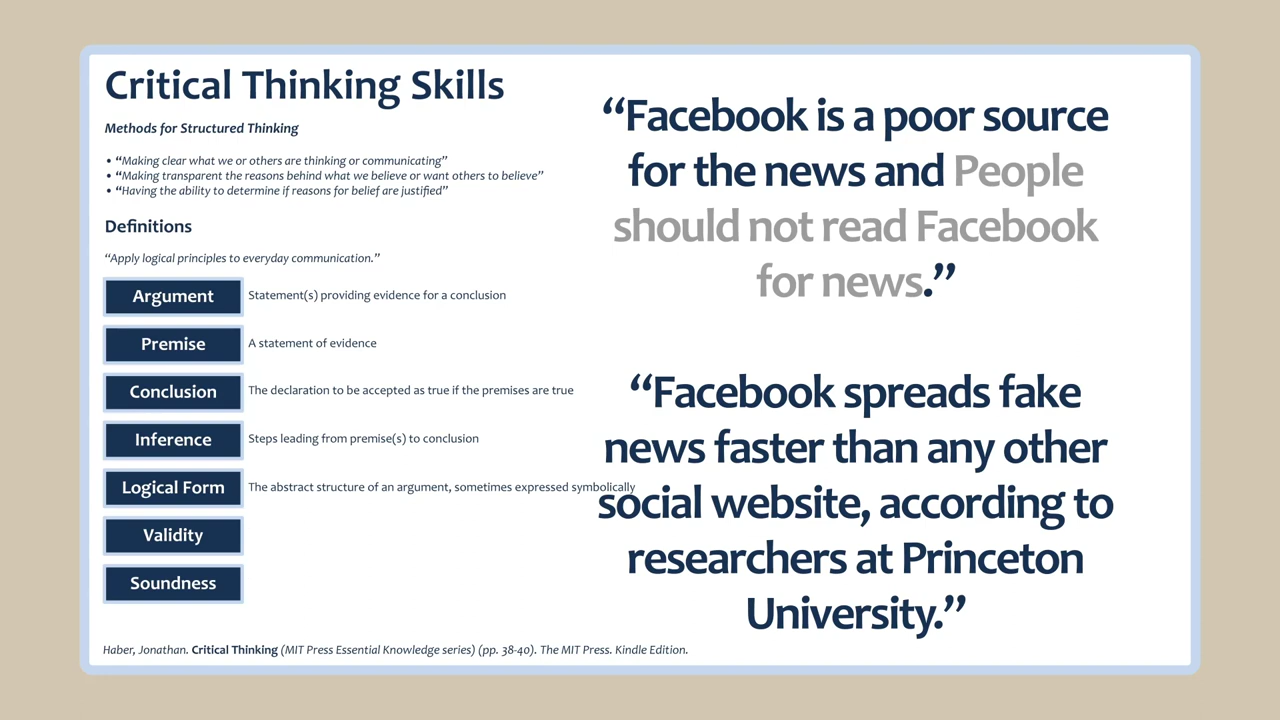 Critical Thinking Skills
Methods for Structured Thinking
• “Making clear what we or others are thinking or communicating”
• “Making transparent the reasons behind what we believe or want others to believe”
• “Having the ability to determine if reasons for belief are justified”
Definitions
“Apply logical principles to everyday communication.”
Argument Statement(s) providing evidence for a conclusion
Premise A statement of evidence
Conclusion The declaration to be accepted as true if the premises are true
Inference Steps leading from premise(s) to conclusion
Logical Form The abstract structure of an argument, sometimes expressed symbolically
Validity
Soundness
“Facebook is a poor source
for the news and People
should not read Facebook
for news.”
“Facebook spreads fake
news faster than any other
social website, according to
researchers at Princeton
University.”
Haber, Jonathan. Critical Thinking (MIT Press Essential Knowledge series) (pp. 38-40). The MIT Press. Kindle Edition.